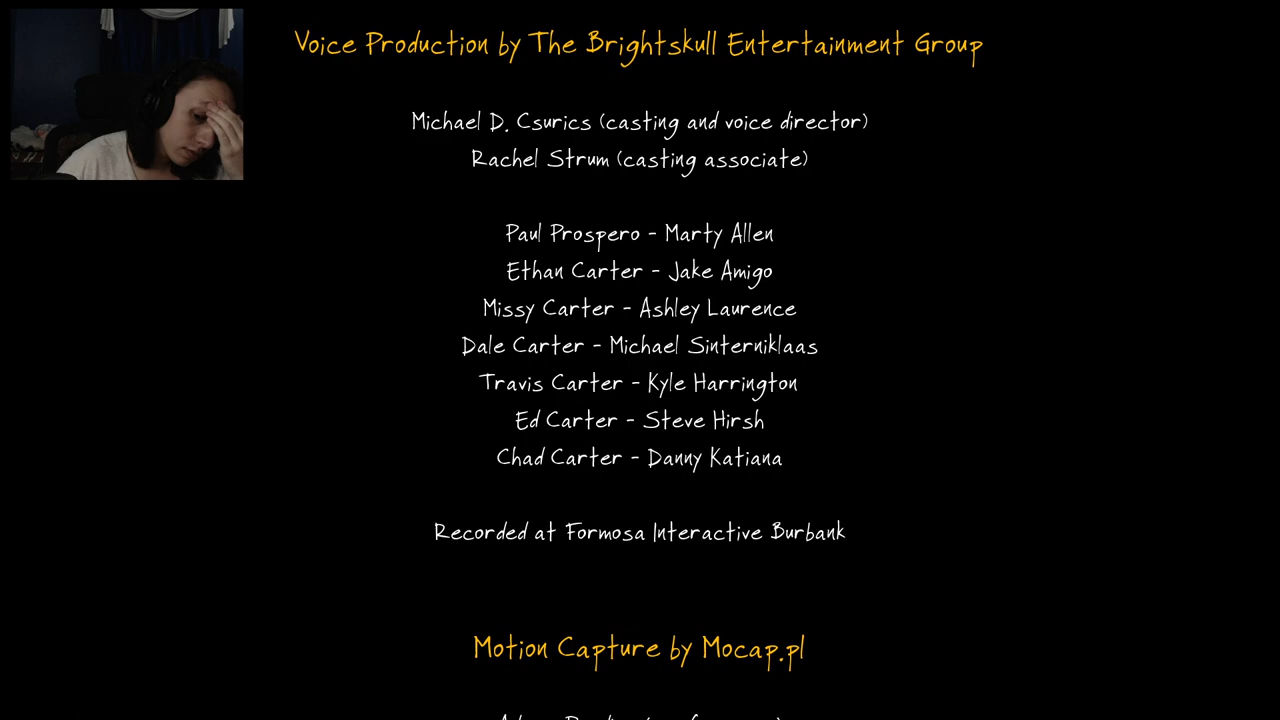 Voice Production by The Brightskull Entertainment Group
Michael D. Csurics (casting and voice director)
Rachel Strum (casting associate)
Paul Prospero - Marty Allen
Ethan Carter - Jake Amigo
Missy Carter - Ashley Laurence
Dale Carter - Michael Sinterniklaas
Travis Carter - Kyle Harrington
Ed Carter - Steve Hirsh
Chad Carter - Danny Katiana
Recorded at Formosa Interactive Burbank
Motion Capture by Mocap.pl